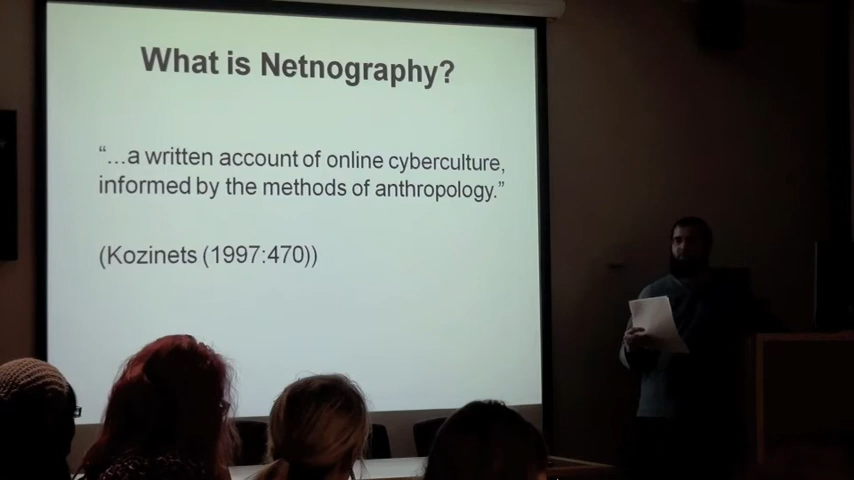 What is Netnography?
“...a written account of online cyberculture,
informed by the methods of anthropology.”
(Kozinets (1997:470))